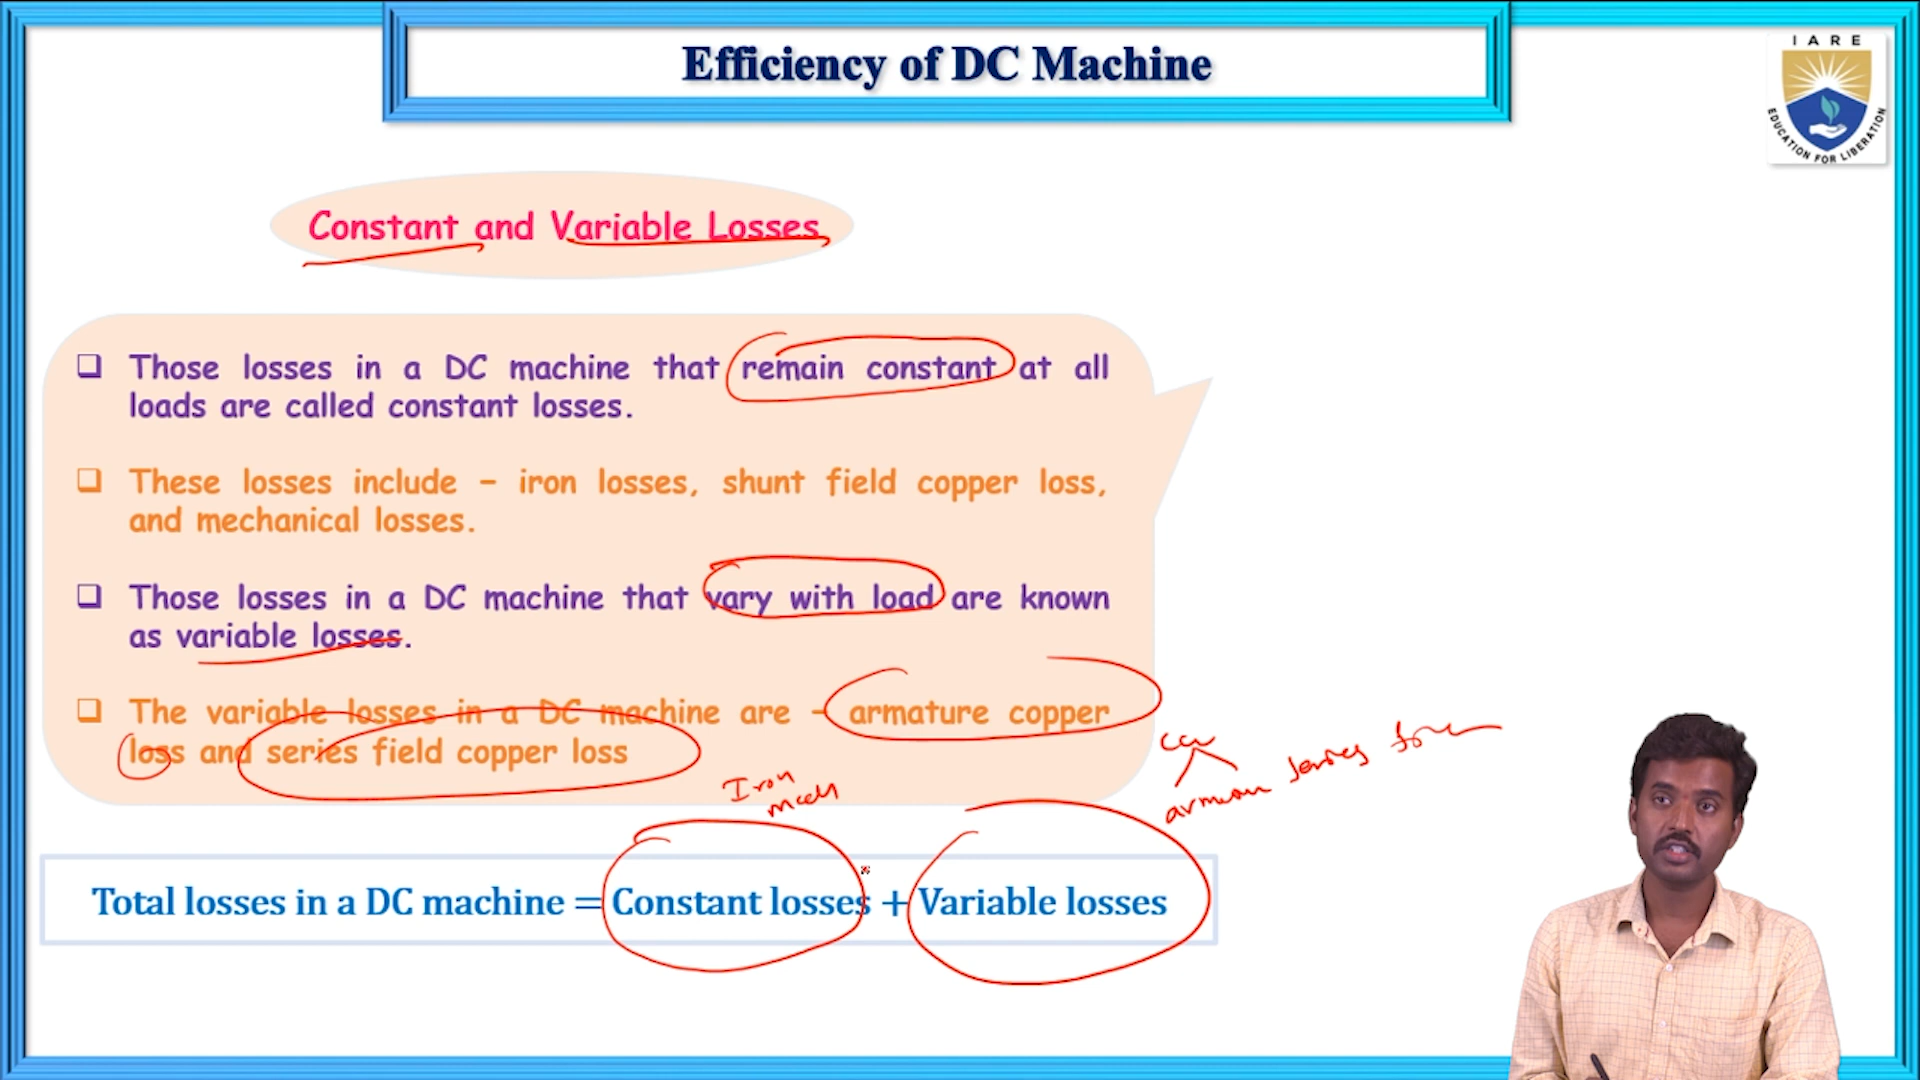 Efficiency of DC Machine
IARE
EDUCATION FOR LIBERATION
Constant and Variable Losses
Those losses in a DC machine that remain constant at all
loads are called constant losses.
These losses include – iron losses, shunt field copper loss,
and mechanical losses.
Those losses in a DC machine that vary with load are known
as variable losses.
The variable losses in a DC machine are - armature copper
loss and series field copper loss
Iron
Total losses in a DC machine = Constant losses + Variable losses